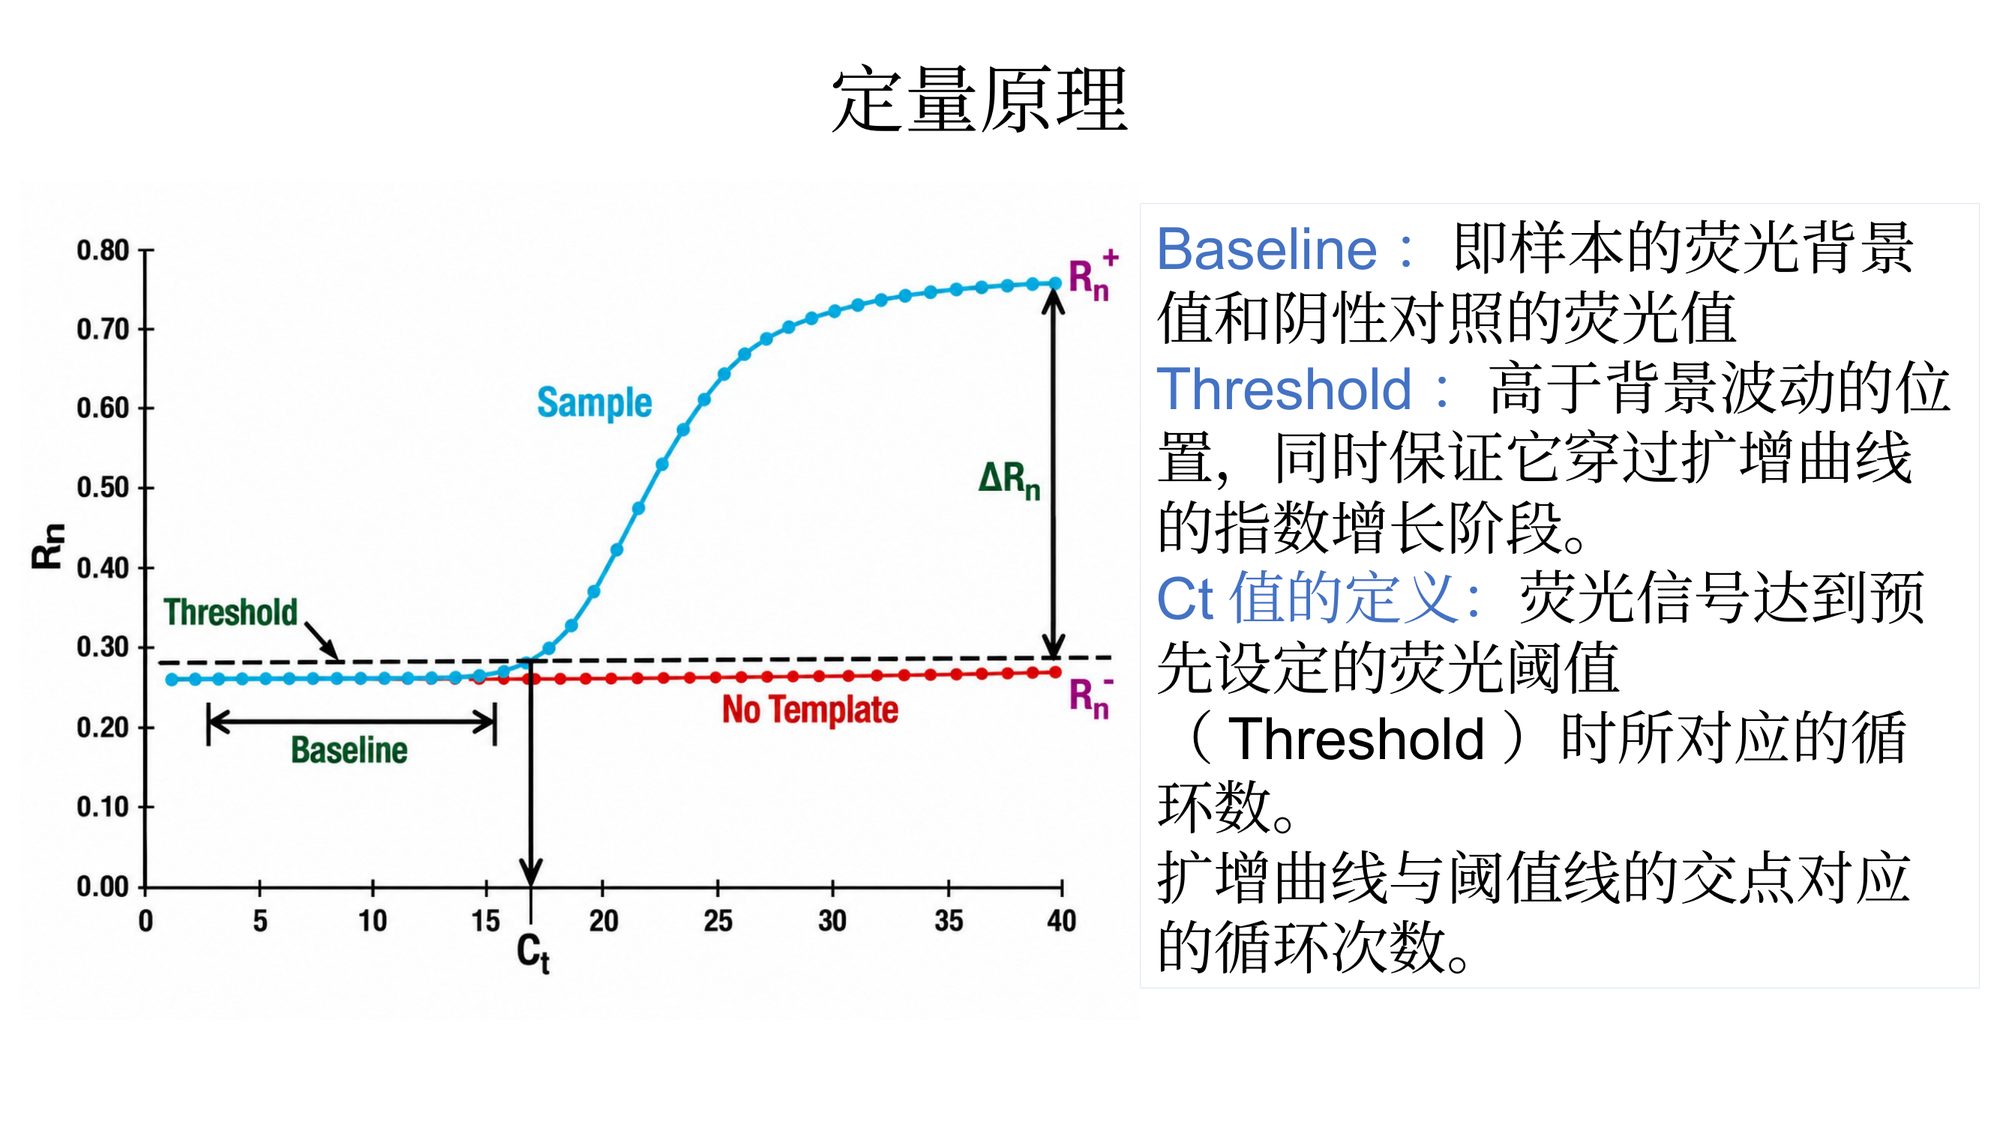 定量原理
0.80
0.70
0.60
0.50
0.40
0.30
0.20
0.10
0.00
Rn
0
5
10
15
20
25
30
35
40
Ct
Threshold
Baseline
Sample
No Template
ΔRn
Rn+
Rn-
Baseline： 即样本的荧光背景
值和阴性对照的荧光值
Threshold： 高于背景波动的位
置，同时保证它穿过扩增曲线
的指数增长阶段。
Ct 值的定义：荧光信号达到预
先设定的荧光阈值
（ Threshold ）时所对应的循
环数。
扩增曲线与阈值线的交点对应
的循环次数。